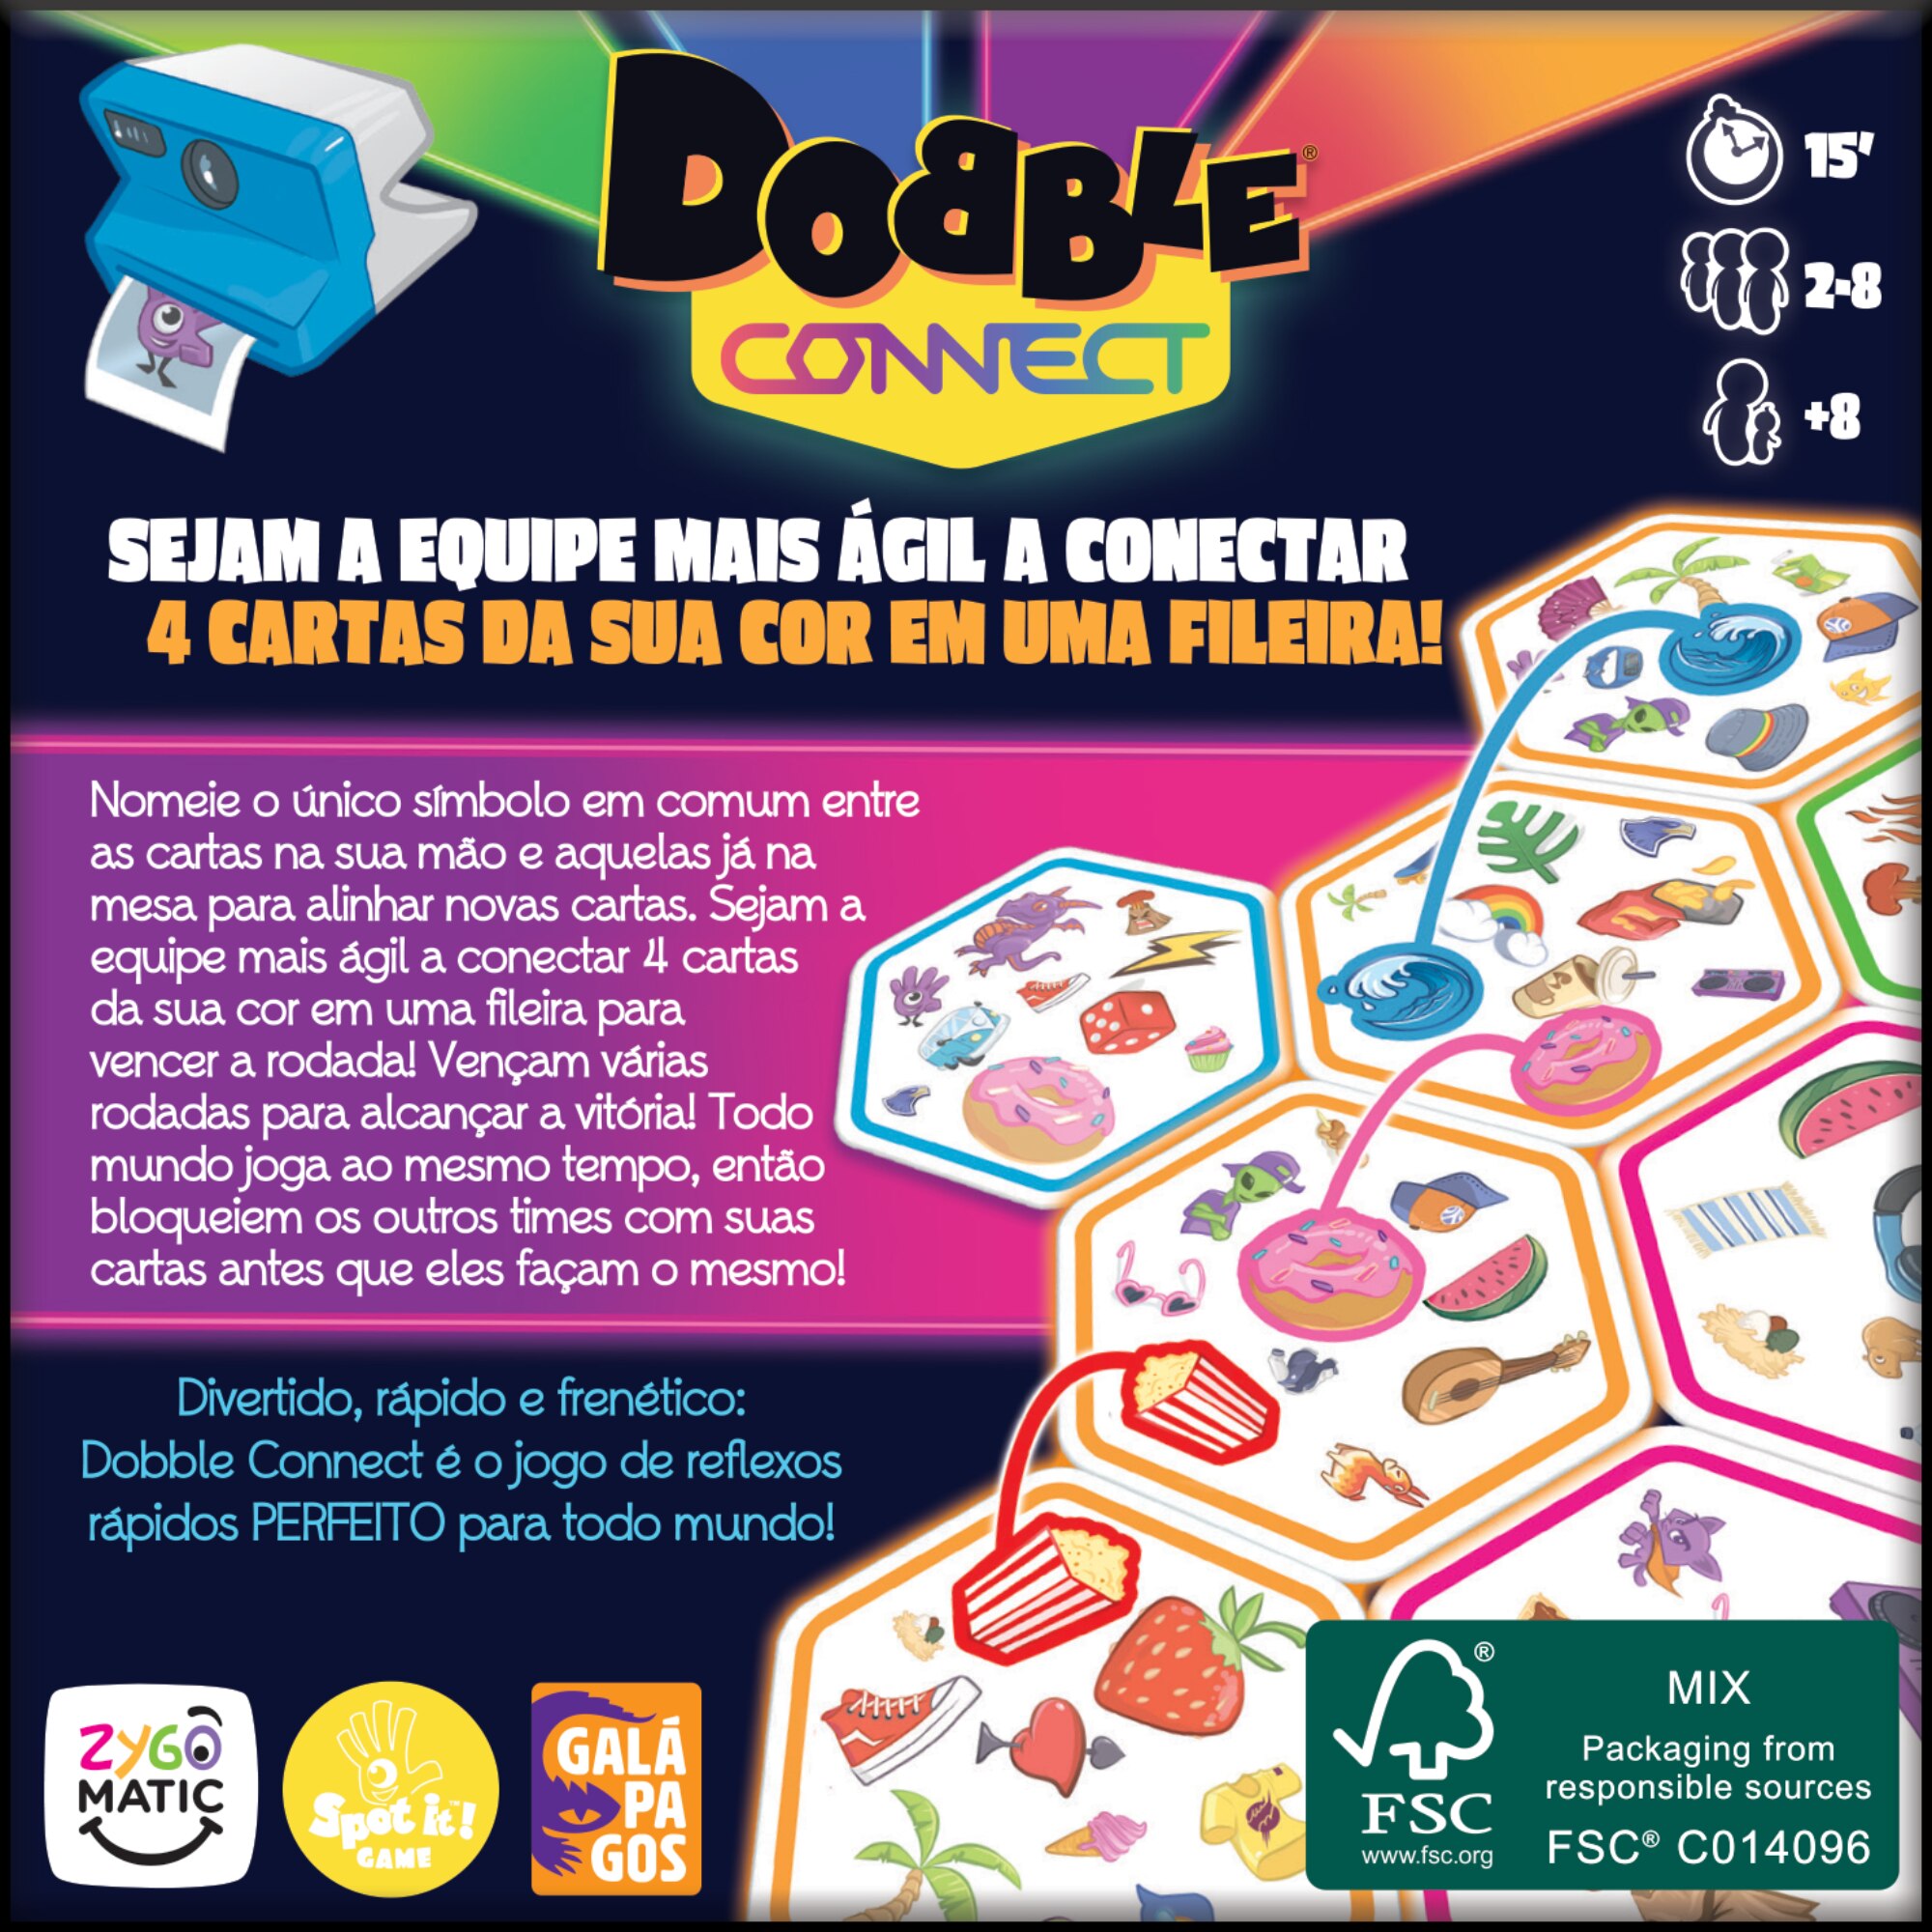 DOBBLE®
CONNECT
15'
2-8
+8
SEJAM A EQUIPE MAIS ÁGIL A CONECTAR
4 CARTAS DA SUA COR EM UMA FILEIRA!
Nomeie o único símbolo em comum entre
as cartas na sua mão e aquelas já na
mesa para alinhar novas cartas. Sejam a
equipe mais ágil a conectar 4 cartas
da sua cor em uma fileira para
vencer a rodada! Vençam várias
rodadas para alcançar a vitória! Todo
mundo joga ao mesmo tempo, então
bloqueiem os outros times com suas
cartas antes que eles façam o mesmo!
Divertido, rápido e frenético:
Dobble Connect é o jogo de reflexos
rápidos PERFEITO para todo mundo!
ZYGO
MATIC
Spot it!™
GAME
GALÁ
PA
GOS
®
FSC
www.fsc.org
MIX
Packaging from
responsible sources
FSC® C014096